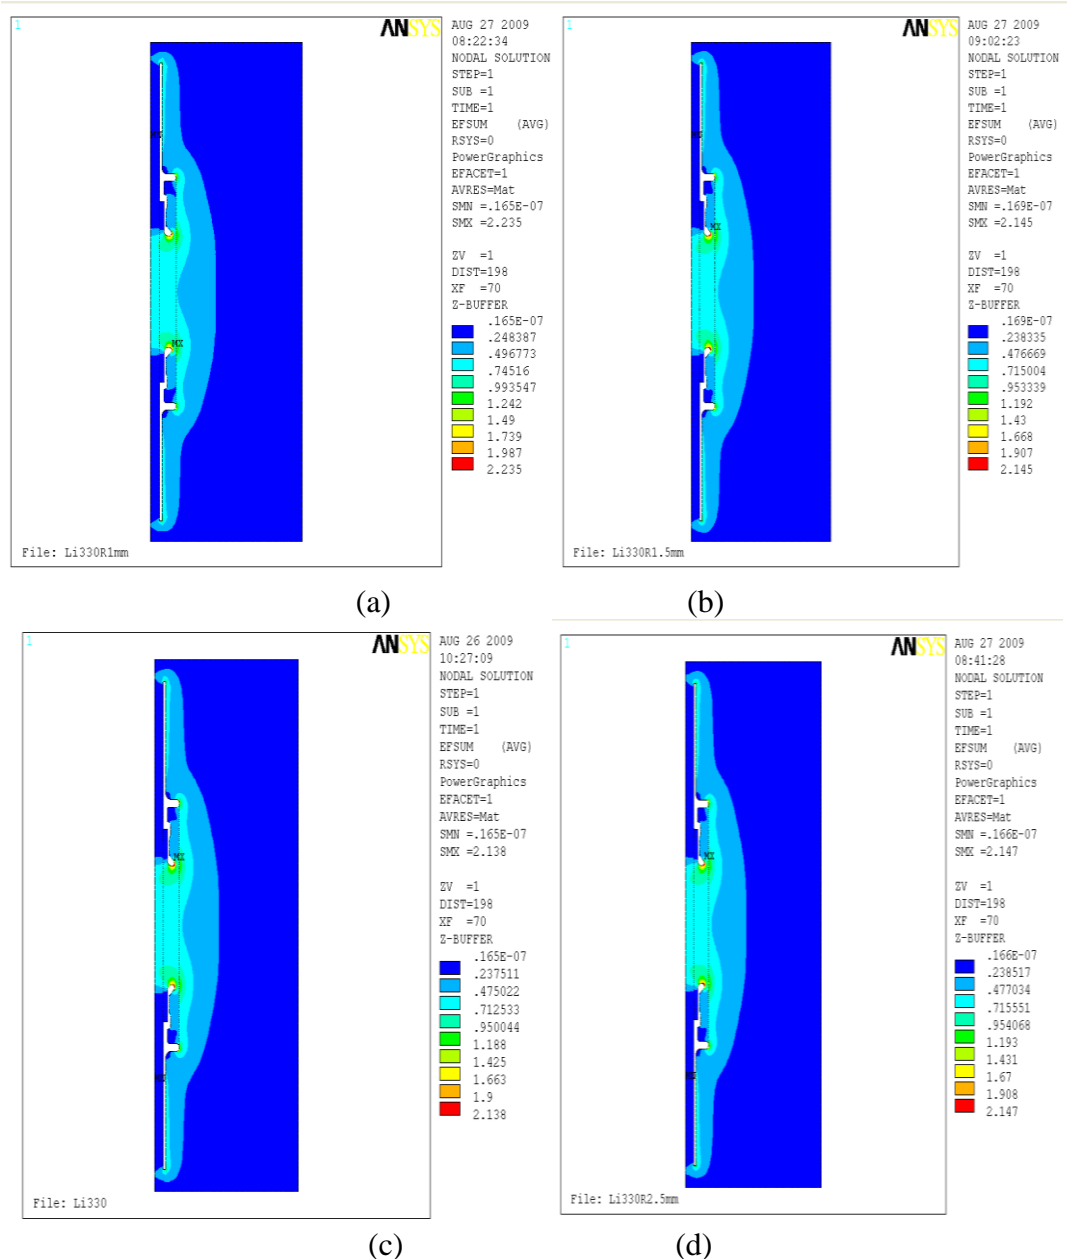 1
ANSYS
AUG 27 2009
08:22:34
NODAL SOLUTION
STEP=1
SUB =1
TIME=1
EFSUM (AVG)
RSYS=0
PowerGraphics
EFACET=1
AVRES=Mat
SMN =.165E-07
SMX =2.235
ZV =1
DIST=198
XF =70
Z-BUFFER
.165E-07
.248387
.496773
.74516
.993547
1.242
1.49
1.739
1.987
2.235
MX
File: Li330R1mm
(a)
1
ANSYS
AUG 27 2009
09:02:23
NODAL SOLUTION
STEP=1
SUB =1
TIME=1
EFSUM (AVG)
RSYS=0
PowerGraphics
EFACET=1
AVRES=Mat
SMN =.169E-07
SMX =2.145
ZV =1
DIST=198
XF =70
Z-BUFFER
.169E-07
.238335
.476669
.715004
.953339
1.192
1.43
1.668
1.907
2.145
MX
File: Li330R1.5mm
(b)
1
ANSYS
AUG 26 2009
10:27:09
NODAL SOLUTION
STEP=1
SUB =1
TIME=1
EFSUM (AVG)
RSYS=0
PowerGraphics
EFACET=1
AVRES=Mat
SMN =.165E-07
SMX =2.138
ZV =1
DIST=198
XF =70
Z-BUFFER
.165E-07
.237511
.475022
.712533
.950044
1.188
1.425
1.663
1.9
2.138
MX
File: Li330
(c)
1
ANSYS
AUG 27 2009
08:41:28
NODAL SOLUTION
STEP=1
SUB =1
TIME=1
EFSUM (AVG)
RSYS=0
PowerGraphics
EFACET=1
AVRES=Mat
SMN =.166E-07
SMX =2.147
ZV =1
DIST=198
XF =70
Z-BUFFER
.166E-07
.238517
.477034
.715551
.954068
1.193
1.431
1.67
1.908
2.147
MX
File: Li330R2.5mm
(d)